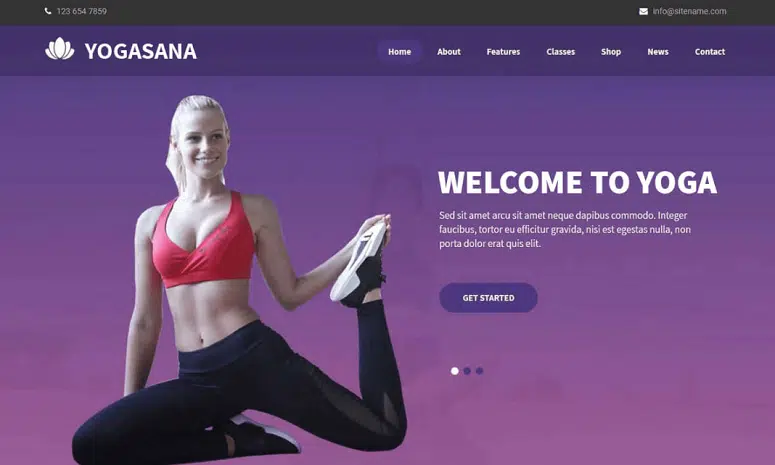 123 654 7859
info@sitename.com
YOGASANA
Home About Features Classes Shop News Contact
WELCOME TO YOGA
Sed sit amet arcu sit amet neque dapibus commodo. Integer
faucibus, tortor eu efficitur gravida, nisi est egestas nulla, non
porta dolor erat quis elit.
GET STARTED